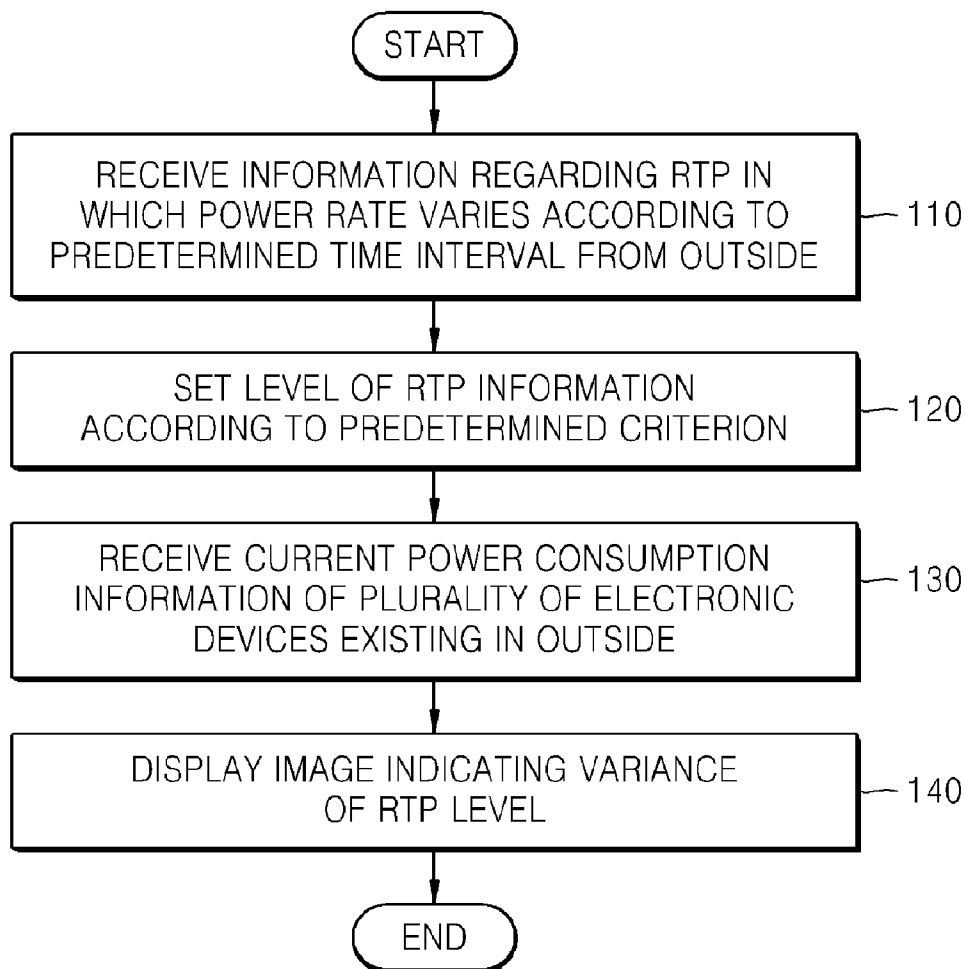 START
RECEIVE INFORMATION REGARDING RTP IN
WHICH POWER RATE VARIES ACCORDING TO
PREDETERMINED TIME INTERVAL FROM OUTSIDE
110
SET LEVEL OF RTP INFORMATION
ACCORDING TO PREDETERMINED CRITERION
120
RECEIVE CURRENT POWER CONSUMPTION
INFORMATION OF PLURALITY OF ELECTRONIC
DEVICES EXISTING IN OUTSIDE
130
DISPLAY IMAGE INDICATING VARIANCE
OF RTP LEVEL
140
END